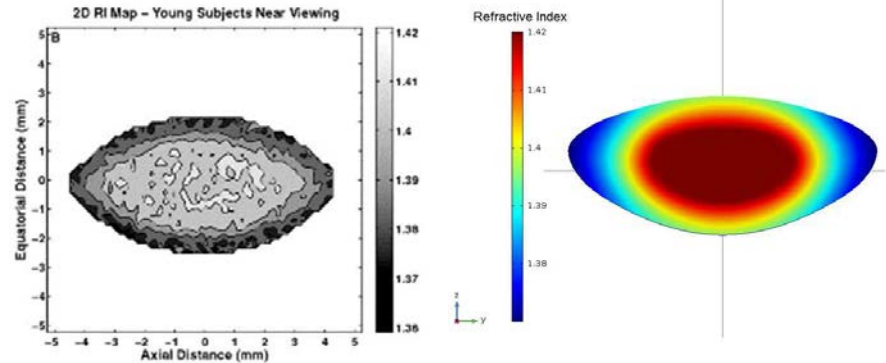 2D RI Map – Young Subjects Near Viewing
B
Equatorial Distance (mm)
5
4
3
2
1
0
−1
−2
−3
−4
−5
−5 −4 −3 −2 −1 0 1 2 3 4 5
Axial Distance (mm)
1.42
1.41
1.4
1.39
1.38
1.37
1.36
Refractive Index
1.42
1.41
1.4
1.39
1.38
z
y